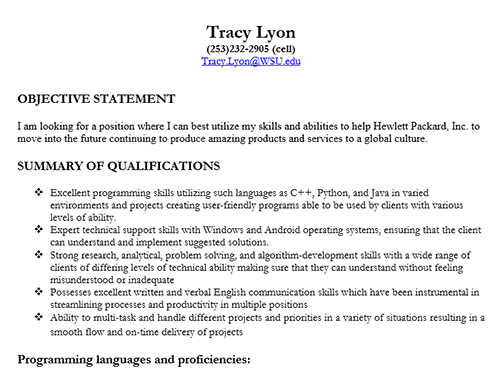 Tracy Lyon
(253)232-2905 (cell)
Tracy.Lyon@WSU.edu
OBJECTIVE STATEMENT
I am looking for a position where I can best utilize my skills and abilities to help Hewlett Packard, Inc. to
move into the future continuing to produce amazing products and services to a global culture.
SUMMARY OF QUALIFICATIONS
❖ Excellent programming skills utilizing such languages as C++, Python, and Java in varied
environments and projects creating user-friendly programs able to be used by clients with various
levels of ability.
❖ Expert technical support skills with Windows and Android operating systems, ensuring that the
client can understand and implement suggested solutions.
❖ Strong research, analytical, problem solving, and algorithm-development skills with a wide range
of clients of differing levels of technical ability making sure that they can understand without feeling
misunderstood or inadequate
❖ Possesses excellent written and verbal English communication skills which have been instrumental in
streamlining processes and productivity in multiple positions
❖ Ability to multi-task and handle different projects and priorities in a variety of situations resulting in a
smooth flow and on-time delivery of projects
Programming languages and proficiencies: